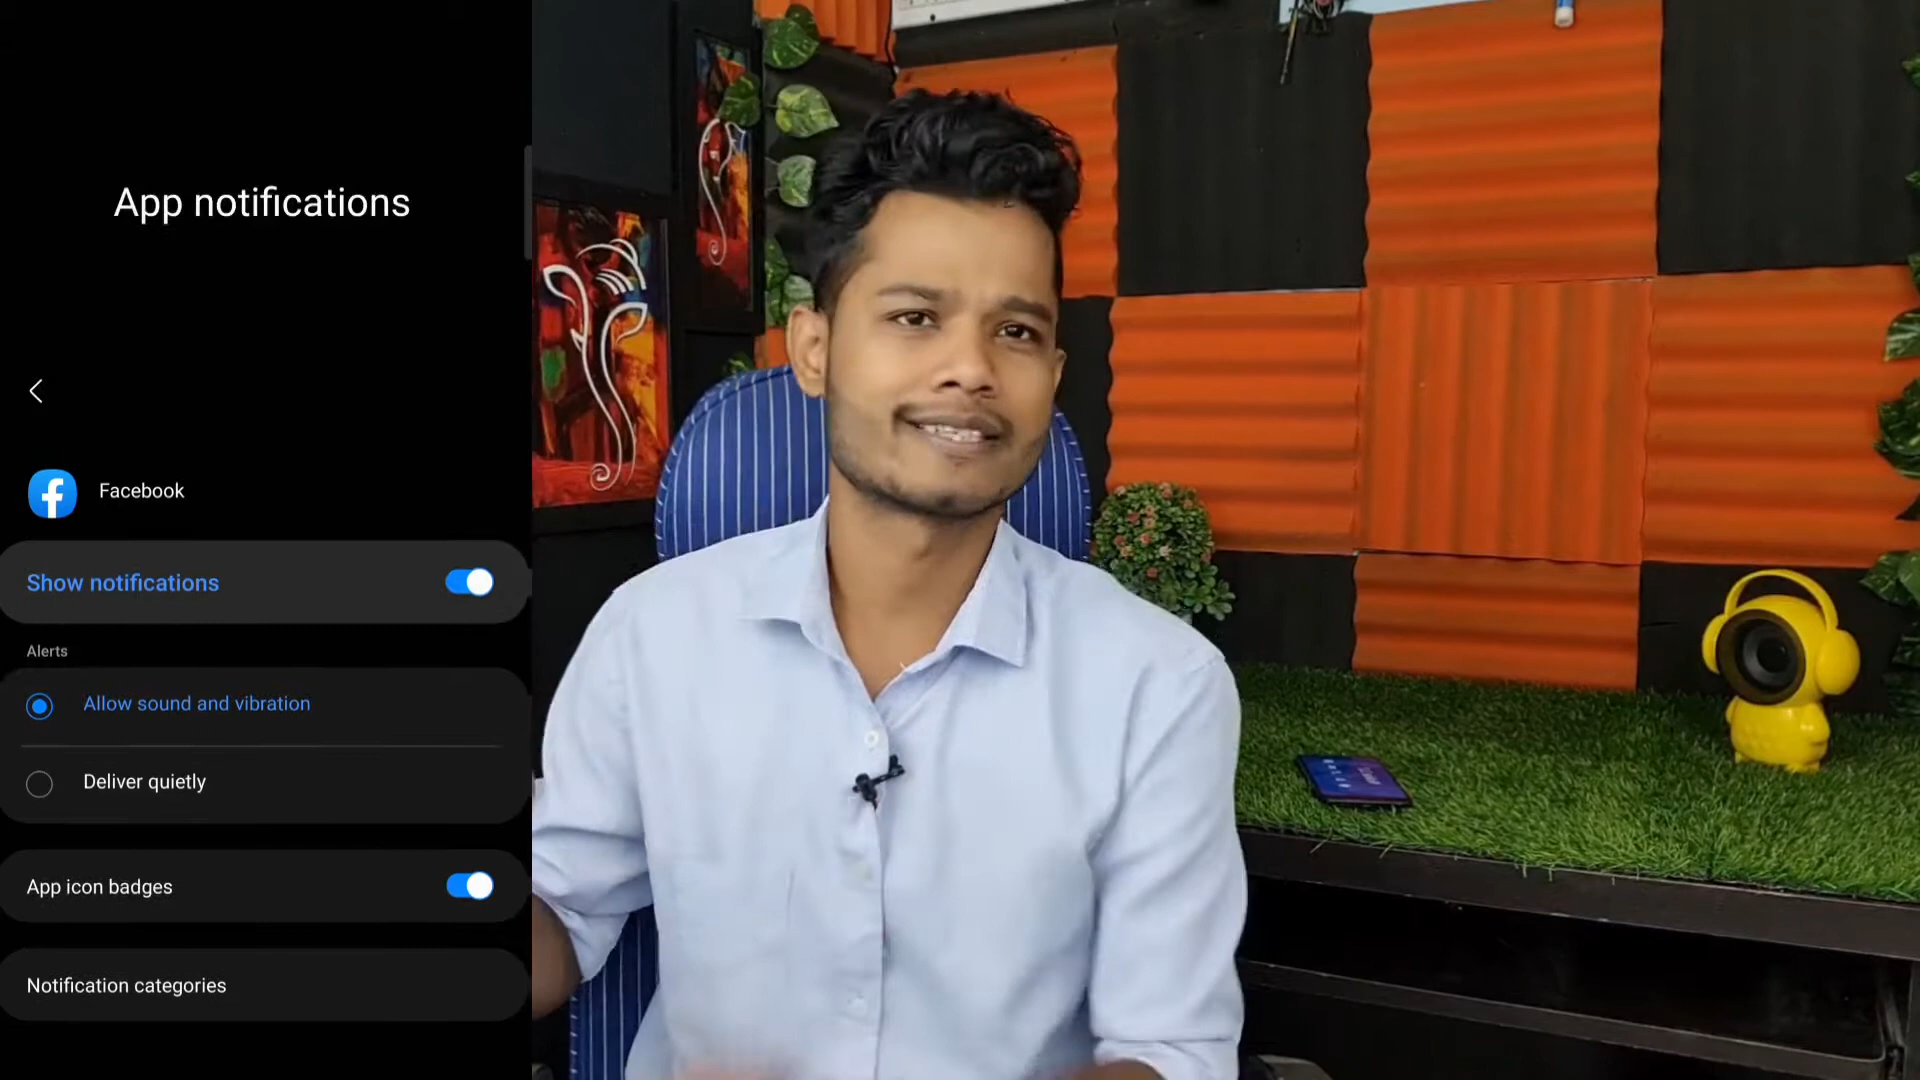 App notifications
Facebook
Show notifications
Alerts
Allow sound and vibration
Deliver quietly
App icon badges
Notification categories